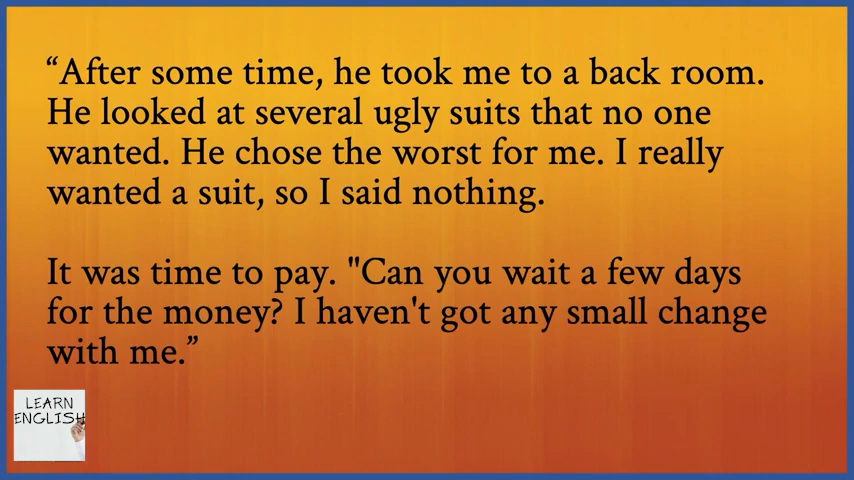 “After some time, he took me to a back room.
He looked at several ugly suits that no one
wanted. He chose the worst for me. I really
wanted a suit, so I said nothing.
It was time to pay. "Can you wait a few days
for the money? I haven't got any small change
with me.”
LEARN
ENGLISH